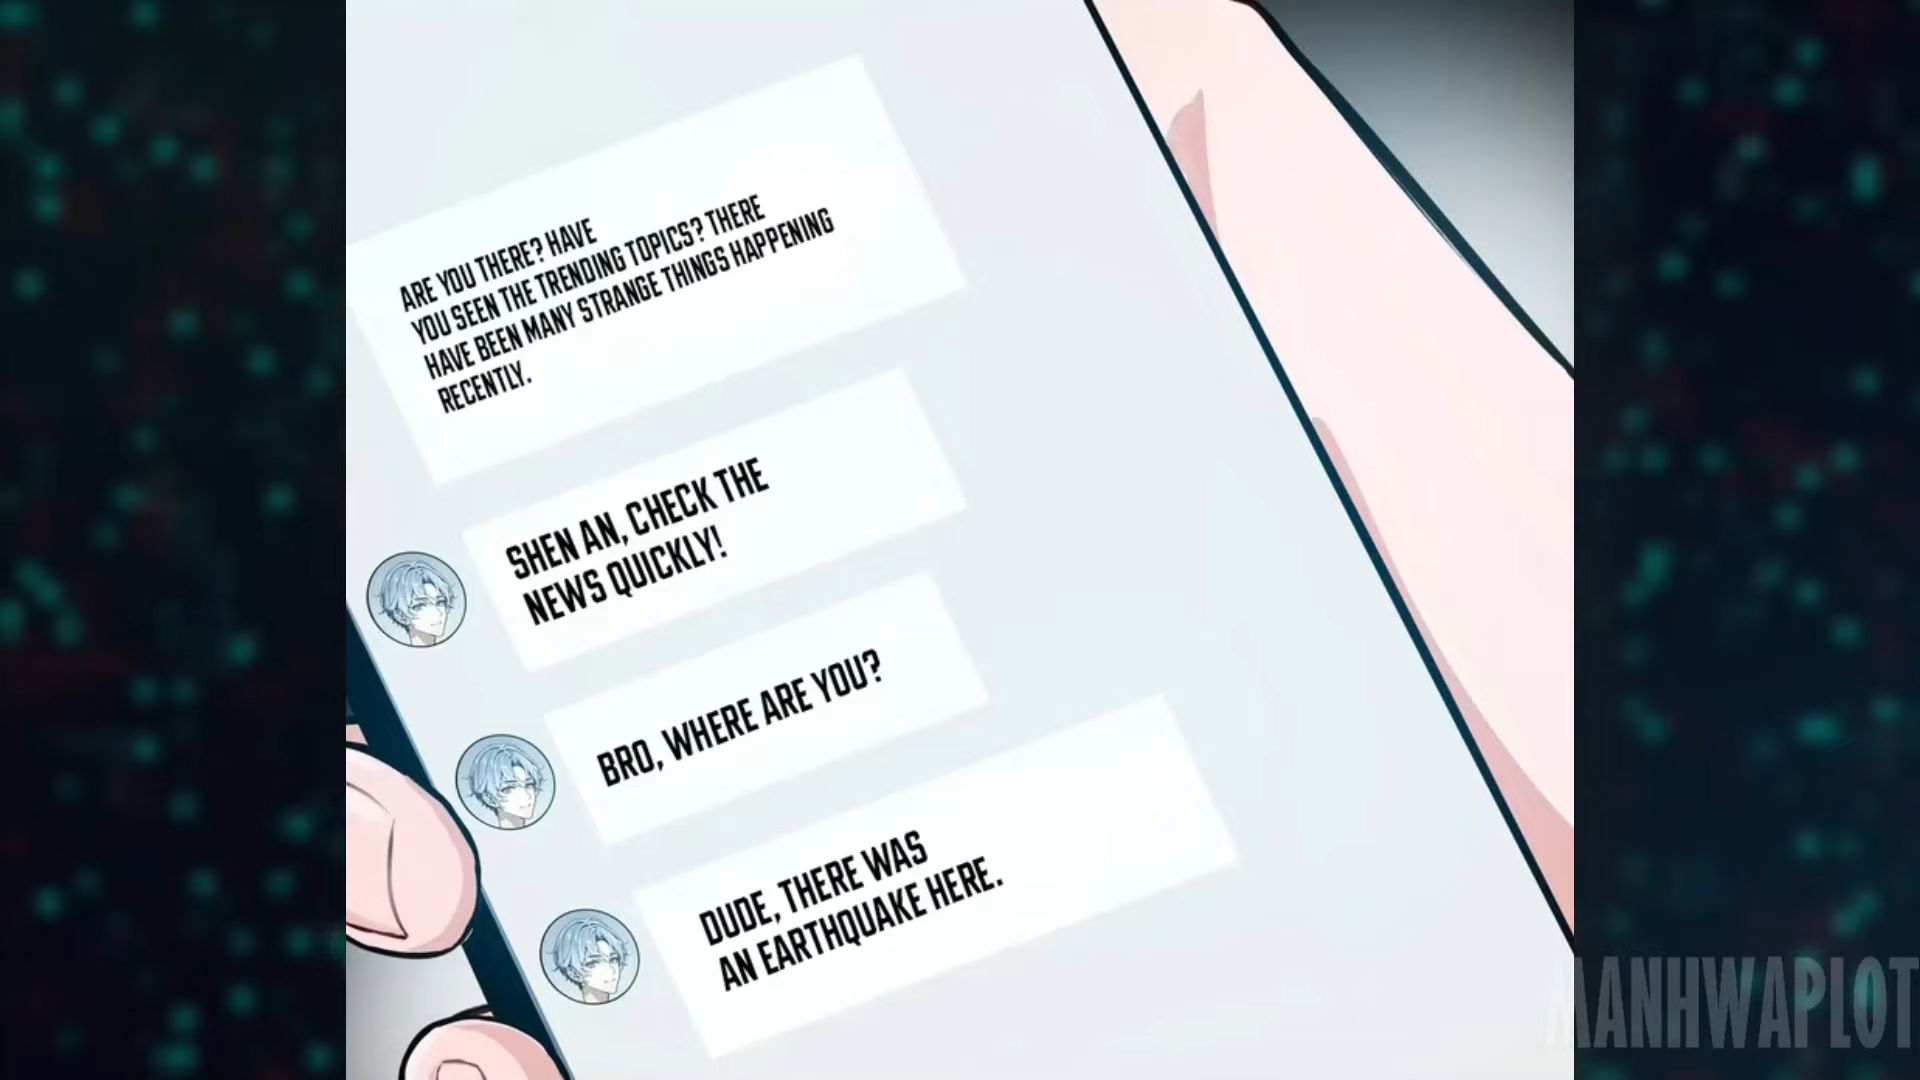 ARE YOU THERE? HAVE
YOU SEEN THE TRENDING TOPICS? THERE
HAVE BEEN MANY STRANGE THINGS HAPPENING
RECENTLY.
SHEN AN, CHECK THE
NEWS QUICKLY!
BRO, WHERE ARE YOU?
DUDE, THERE WAS
AN EARTHQUAKE HERE.
MANHWAPLOT